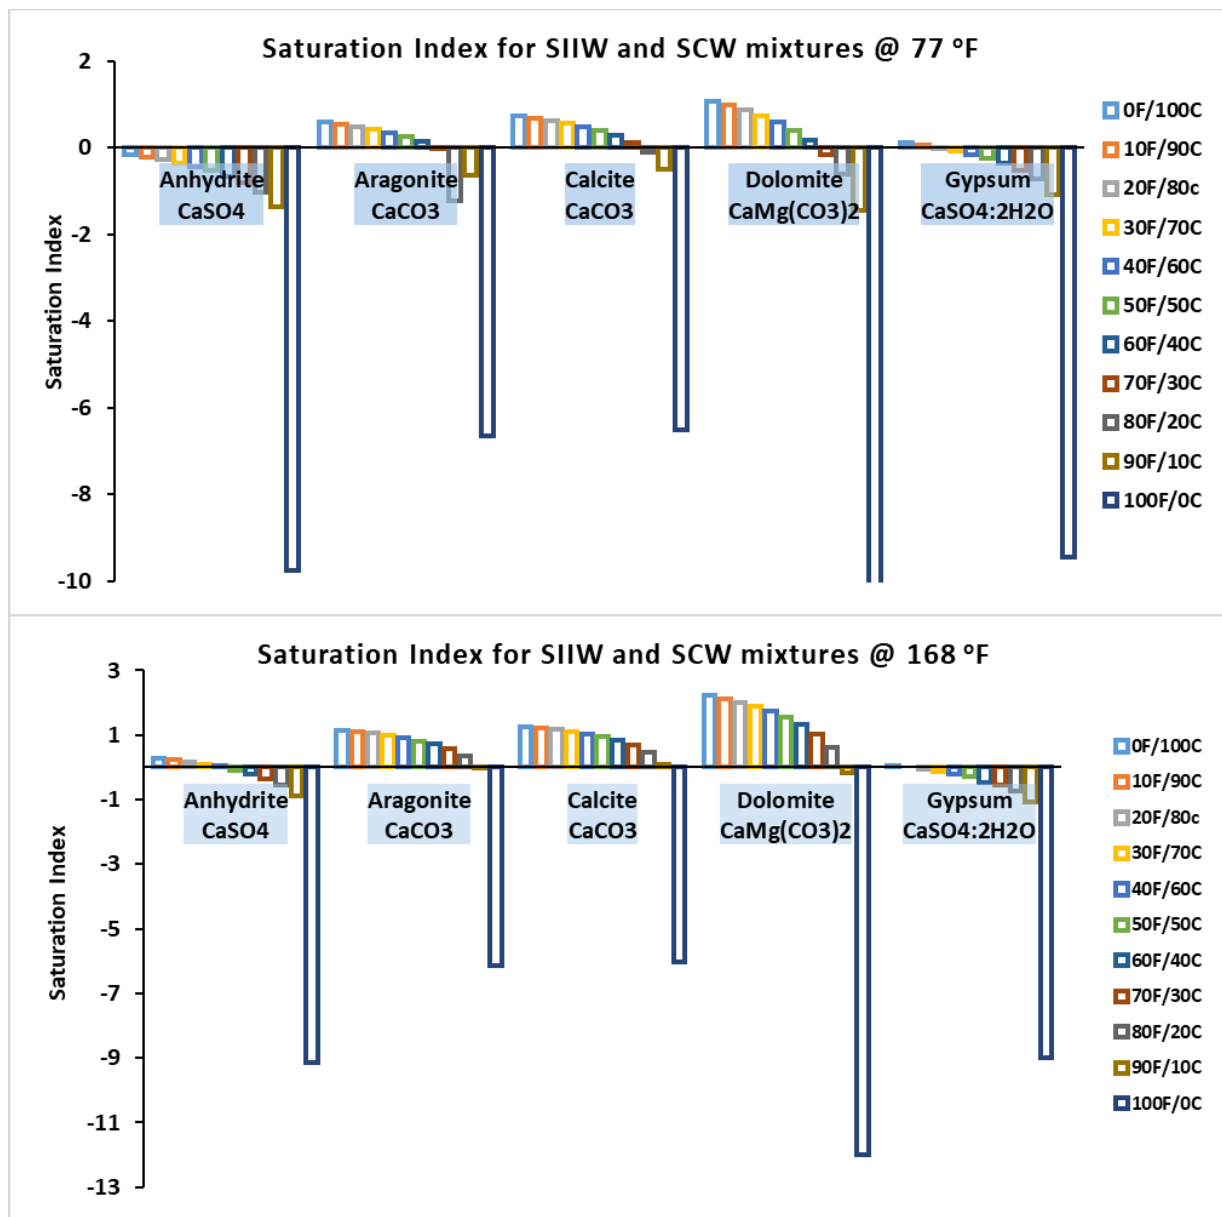 Saturation Index for SIIW and SCW mixtures @ 77 °F
Saturation Index
2
0
-2
-4
-6
-8
-10
Anhydrite
CaSO4
Aragonite
CaCO3
Calcite
CaCO3
Dolomite
CaMg(CO3)2
Gypsum
CaSO4:2H2O
0F/100C
10F/90C
20F/80c
30F/70C
40F/60C
50F/50C
60F/40C
70F/30C
80F/20C
90F/10C
100F/0C
Saturation Index for SIIW and SCW mixtures @ 168 °F
Saturation Index
3
1
-1
-3
-5
-7
-9
-11
-13
Anhydrite
CaSO4
Aragonite
CaCO3
Calcite
CaCO3
Dolomite
CaMg(CO3)2
Gypsum
CaSO4:2H2O
0F/100C
10F/90C
20F/80c
30F/70C
40F/60C
50F/50C
60F/40C
70F/30C
80F/20C
90F/10C
100F/0C